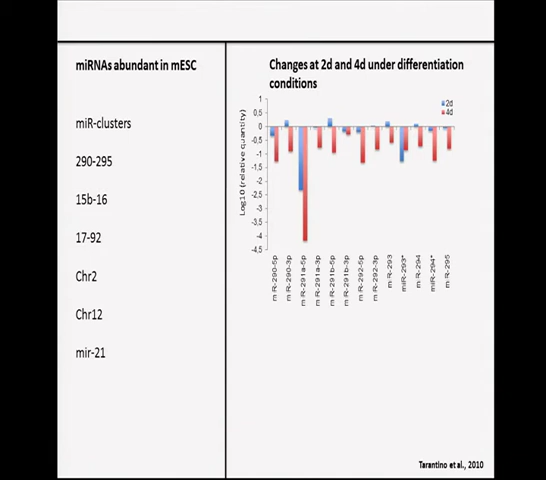 miRNAs abundant in mESC
miR-clusters
290-295
15b-16
17-92
Chr2
Chr12
mir-21
Changes at 2d and 4d under differentiation
conditions
2d
4d
Log10 (relative quantity)
1
0,5
0
-0,5
-1
-1,5
-2
-2,5
-3
-3,5
-4
-4,5
miR-290-5p
miR-290-3p
miR-291a-5p
miR-291a-3p
miR-291b-5p
miR-291b-3p
miR-292-5p
miR-292-3p
miR-293
miR-293*
miR-294
miR-294*
miR-295
Tarantino et al., 2010